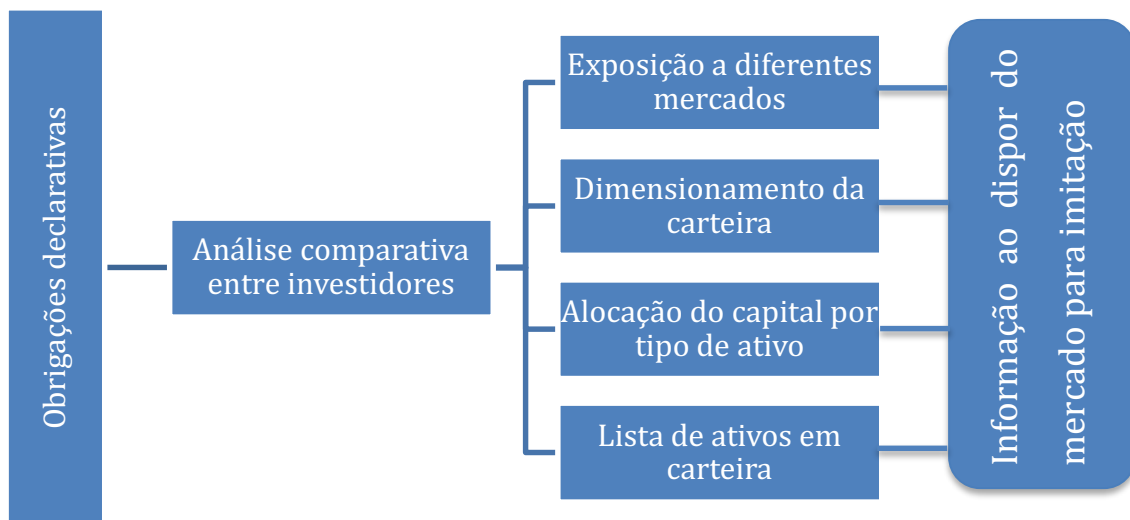 Obrigações declarativas
Análise comparativa
entre investidores
Exposição a diferentes
mercados
Dimensionamento da
carteira
Alocação do capital por
tipo de ativo
Lista de ativos em
carteira
Informação ao dispor do
mercado para imitação